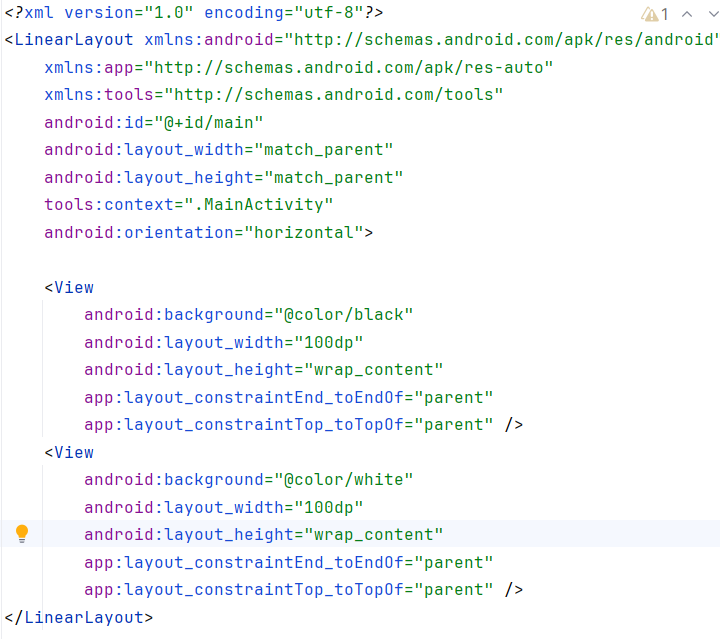 <?xml version="1.0" encoding="utf-8"?> 1
<LinearLayout xmlns:android="http://schemas.android.com/apk/res/android"
    xmlns:app="http://schemas.android.com/apk/res-auto"
    xmlns:tools="http://schemas.android.com/tools"
    android:id="@+id/main"
    android:layout_width="match_parent"
    android:layout_height="match_parent"
    tools:context=".MainActivity"
    android:orientation="horizontal">

    <View
        android:background="@color/black"
        android:layout_width="100dp"
        android:layout_height="wrap_content"
        app:layout_constraintEnd_toEndOf="parent"
        app:layout_constraintTop_toTopOf="parent" />
    <View
        android:background="@color/white"
        android:layout_width="100dp"
        android:layout_height="wrap_content"
        app:layout_constraintEnd_toEndOf="parent"
        app:layout_constraintTop_toTopOf="parent" />
</LinearLayout>